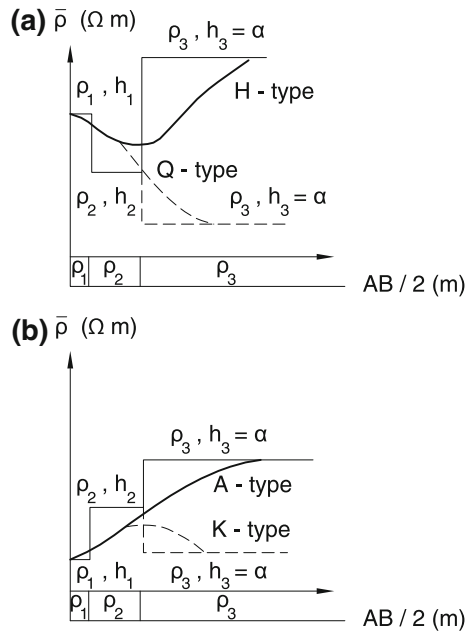 (a) ρ̄ (Ω m)
ρ3 , h3 = α
ρ1 , h1
H - type
Q - type
ρ2 , h2
ρ3 , h3 = α
ρ1 ρ2 ρ3
AB / 2 (m)
(b) ρ̄ (Ω m)
ρ3 , h3 = α
ρ2 , h2
A - type
K - type
ρ1 , h1
ρ3 , h3 = α
ρ1 ρ2 ρ3
AB / 2 (m)